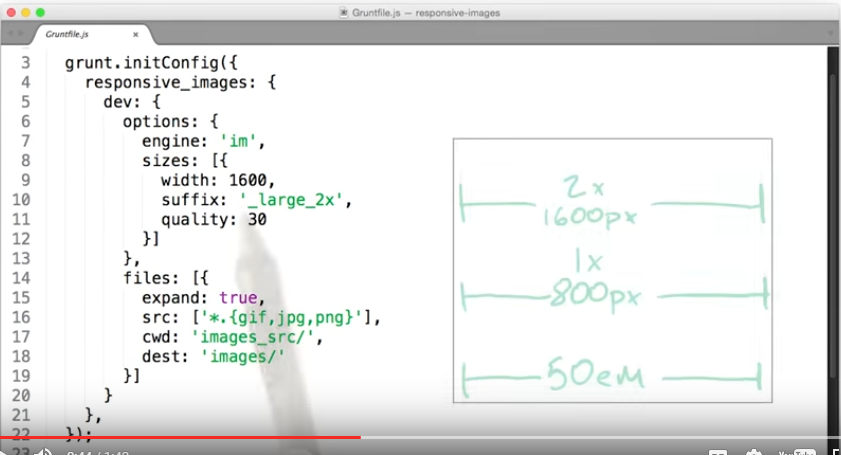 Gruntfile.js — responsive-images
Gruntfile.js ×
3 grunt.initConfig({
4 responsive_images: {
5 dev: {
6 options: {
7 engine: 'im',
8 sizes: [{
9 width: 1600,
10 suffix: '_large_2x',
11 quality: 30
12 }]
13 },
14 files: [{
15 expand: true,
16 src: ['*.{gif,jpg,png}'],
17 cwd: 'images_src/',
18 dest: 'images/'
19 }]
20 }
21 },
22 });
23
2x
1600px
1x
800px
50em